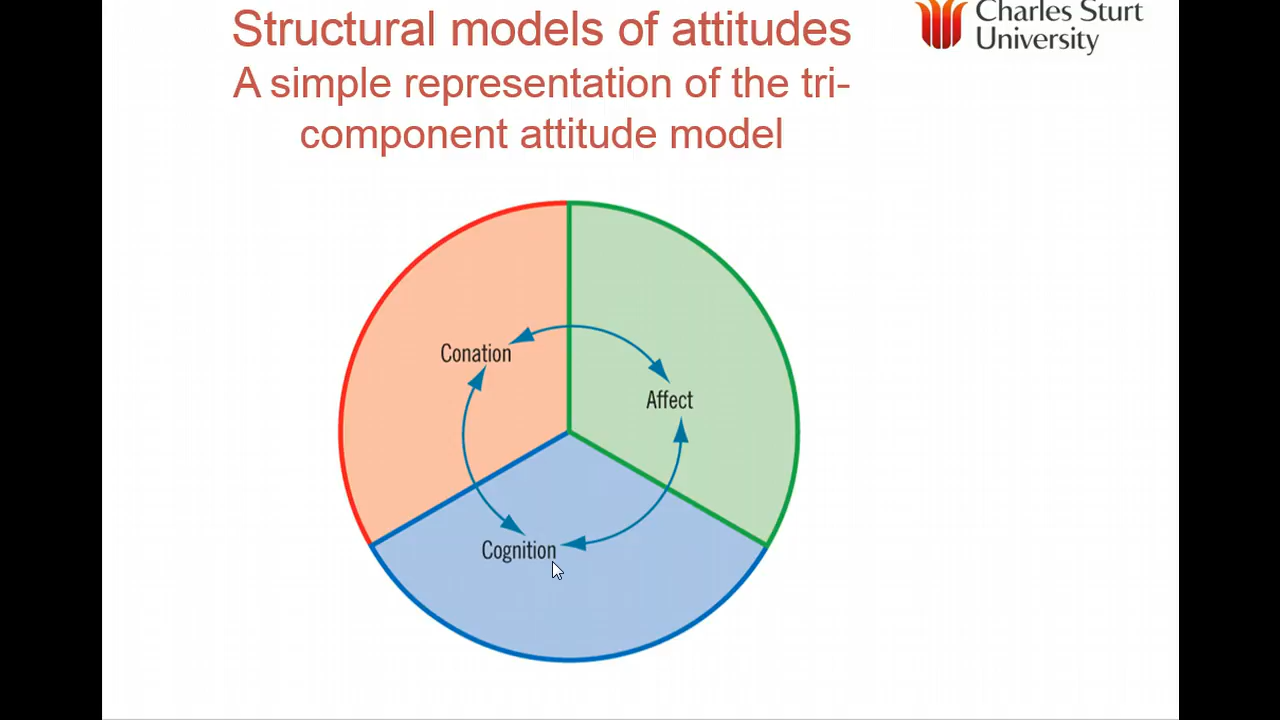 Structural models of attitudes
A simple representation of the tri-
component attitude model
Charles Sturt
University
Conation
Affect
Cognition